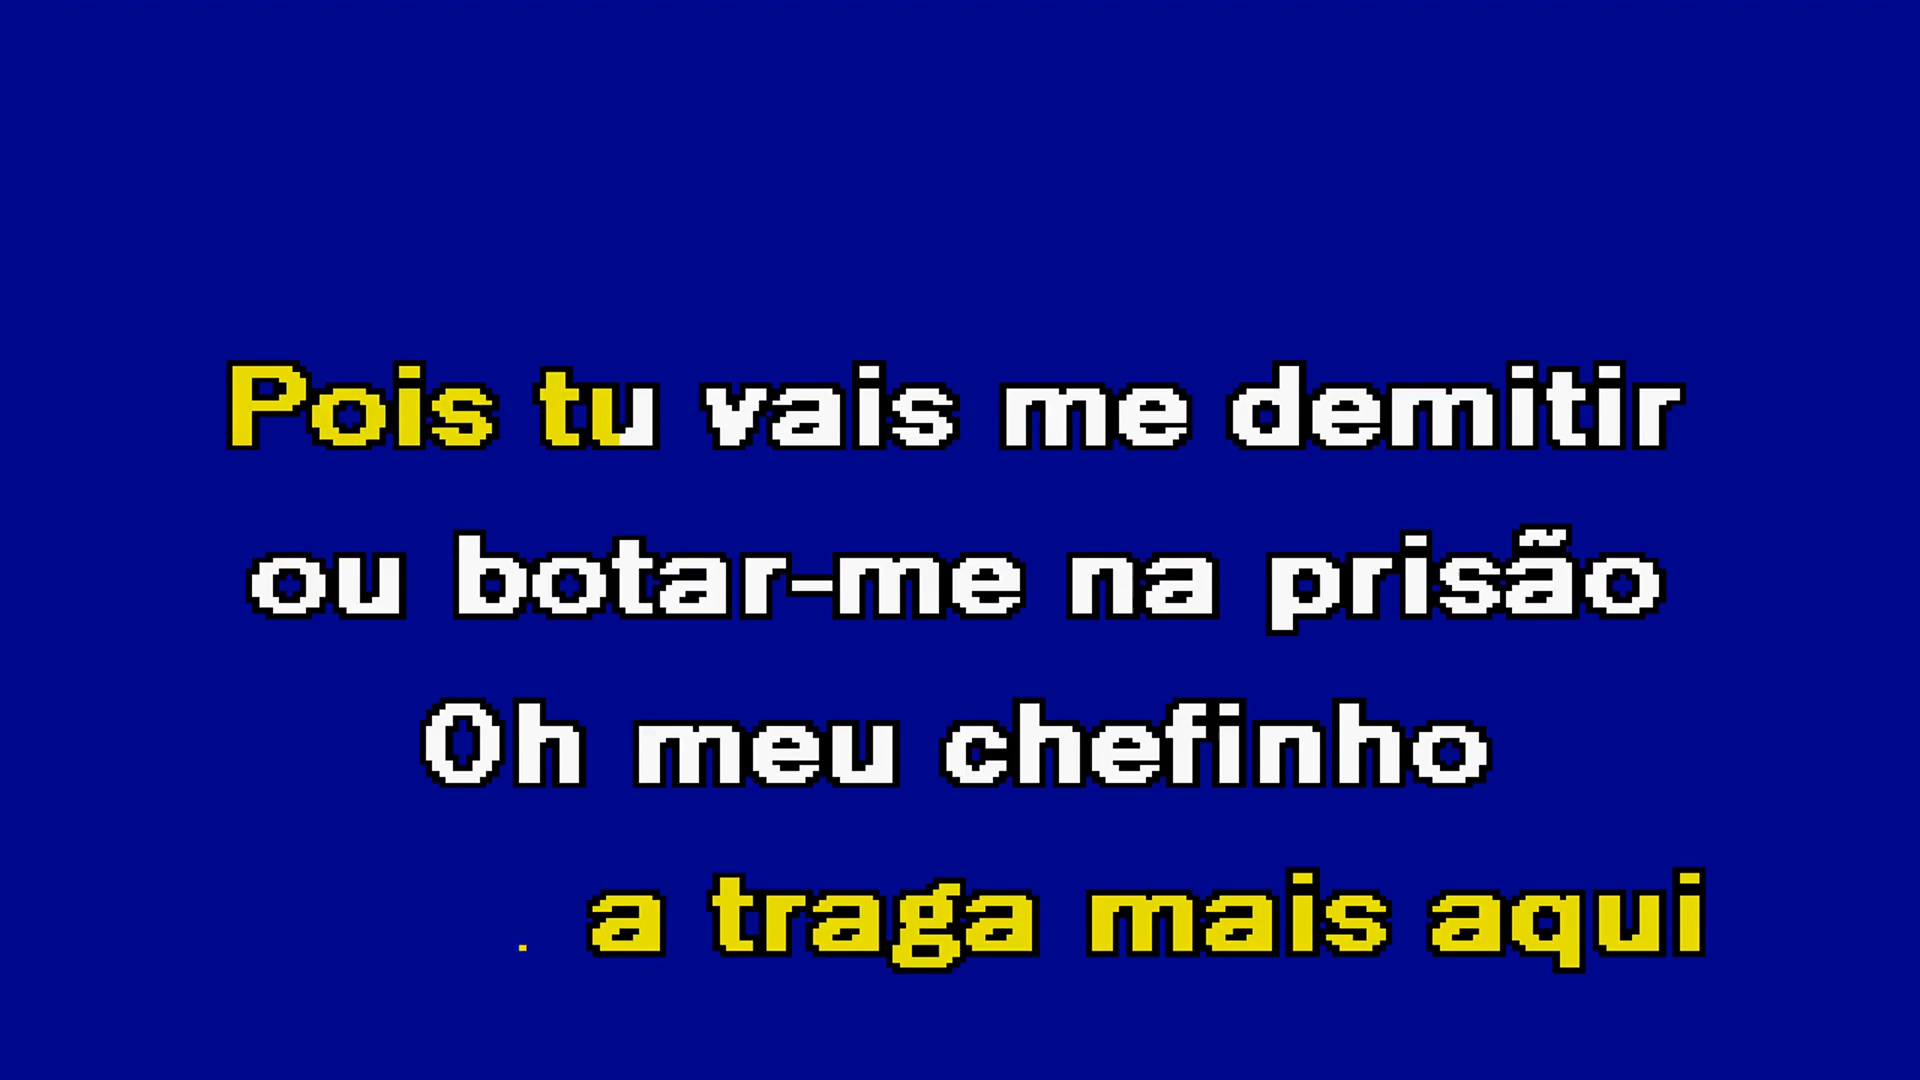 Pois tu vais me demitir
ou botar-me na prisão
Oh meu chefinho
a traga mais aqui